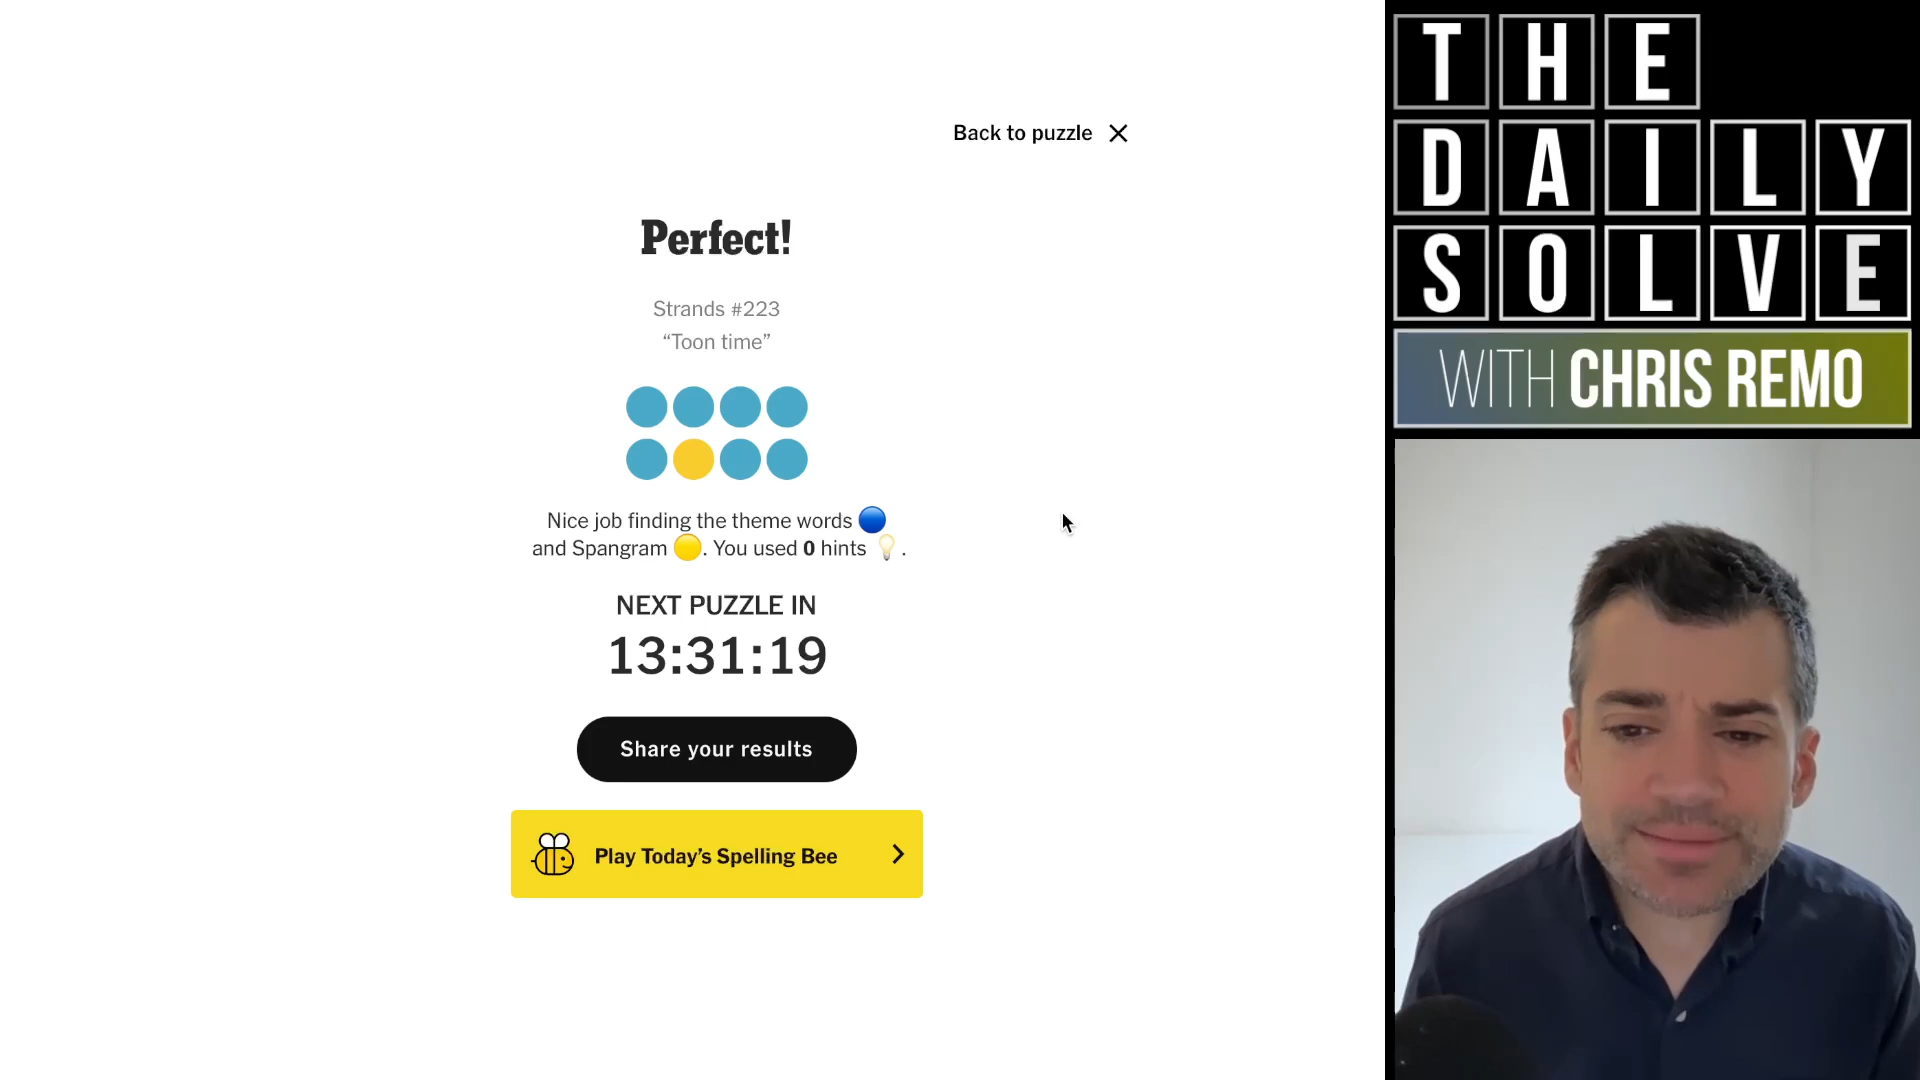 Back to puzzle
Perfect!
Strands #223
“Toon time”
Nice job finding the theme words
and Spangram . You used 0 hints .
NEXT PUZZLE IN
13:31:19
Share your results
Play Today’s Spelling Bee
THE
DAILY
SOLVE
WITH CHRIS REMO